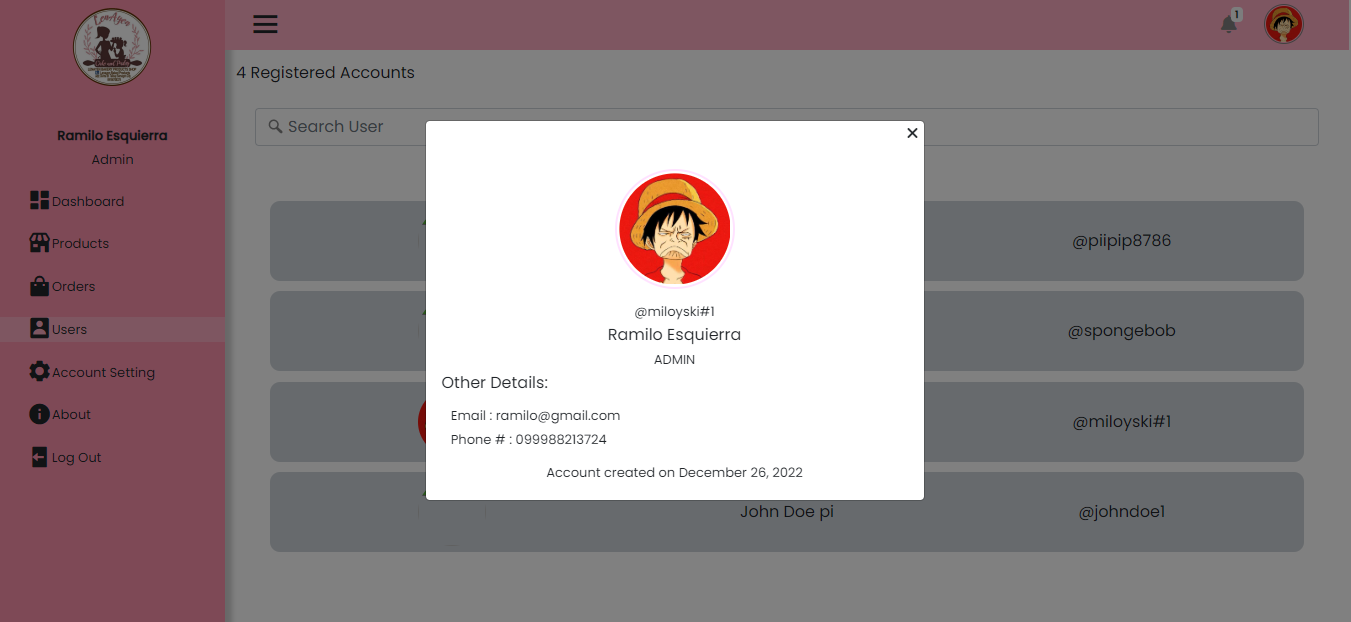 Ramilo Esquierra
Admin
Dashboard
Products
Orders
Users
Account Setting
About
Log Out
1
4 Registered Accounts
Search User
@miloyski#1
Ramilo Esquierra
ADMIN
Other Details:
Email : ramilo@gmail.com
Phone # : 099988213724
Account created on December 26, 2022
@piipip8786
@spongebob
@miloyski#1
John Doe pi
@johndoe1